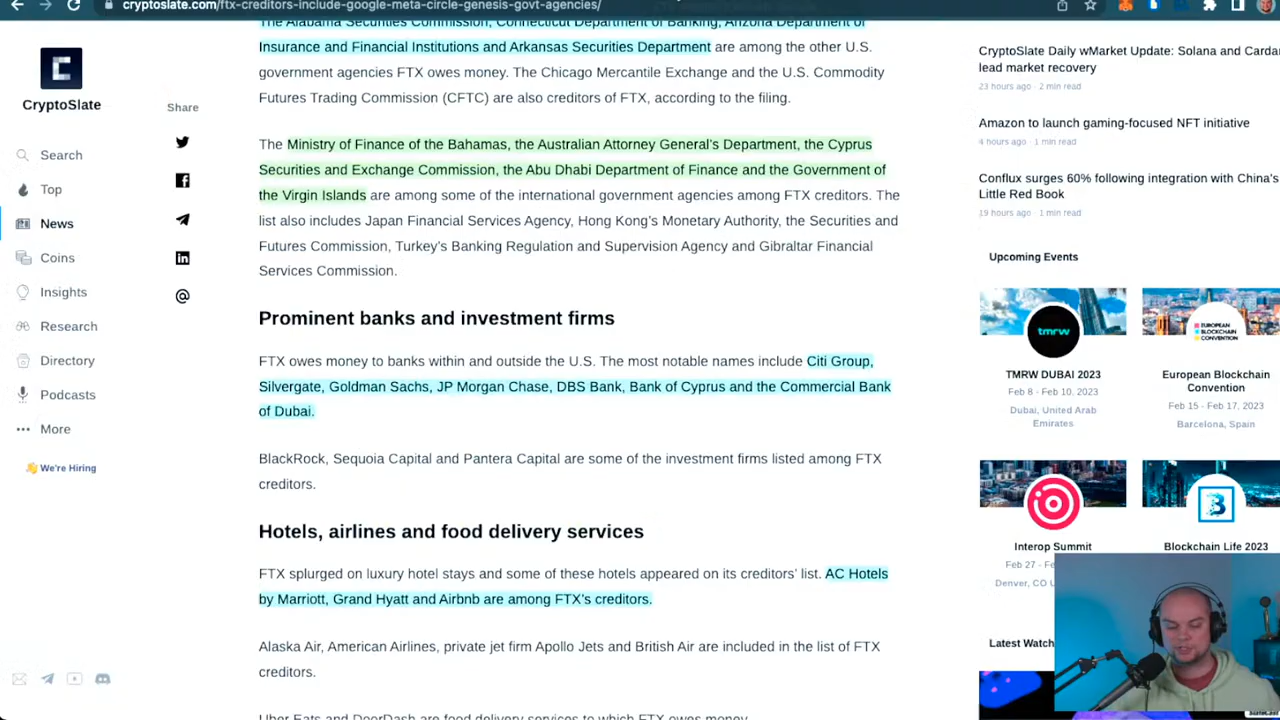 cryptoslate.com/ftx-creditors-include-google-meta-circle-genesis-govt-agencies/
CryptoSlate
Search
Top
News
Coins
Insights
Research
Directory
Podcasts
More
We're Hiring
Share
The Alabama Securities Commission, Connecticut Department of Banking, Arizona Department of
Insurance and Financial Institutions and Arkansas Securities Department are among the other U.S.
government agencies FTX owes money. The Chicago Mercantile Exchange and the U.S. Commodity
Futures Trading Commission (CFTC) are also creditors of FTX, according to the filing.
The Ministry of Finance of the Bahamas, the Australian Attorney General's Department, the Cyprus
Securities and Exchange Commission, the Abu Dhabi Department of Finance and the Government of
the Virgin Islands are among some of the international government agencies among FTX creditors. The
list also includes Japan Financial Services Agency, Hong Kong's Monetary Authority, the Securities and
Futures Commission, Turkey's Banking Regulation and Supervision Agency and Gibraltar Financial
Services Commission.
Prominent banks and investment firms
FTX owes money to banks within and outside the U.S. The most notable names include Citi Group,
Silvergate, Goldman Sachs, JP Morgan Chase, DBS Bank, Bank of Cyprus and the Commercial Bank
of Dubai.
BlackRock, Sequoia Capital and Pantera Capital are some of the investment firms listed among FTX
creditors.
Hotels, airlines and food delivery services
FTX splurged on luxury hotel stays and some of these hotels appeared on its creditors' list. AC Hotels
by Marriott, Grand Hyatt and Airbnb are among FTX's creditors.
Alaska Air, American Airlines, private jet firm Apollo Jets and British Air are included in the list of FTX
creditors.
Uber Eats and DoorDash are food delivery services to which FTX owes money.
CryptoSlate Daily wMarket Update: Solana and Cardan
lead market recovery
23 hours ago · 2 min read
Amazon to launch gaming-focused NFT initiative
4 hours ago · 1 min read
Conflux surges 60% following integration with China's
Little Red Book
19 hours ago · 1 min read
Upcoming Events
tmrw
TMRW DUBAI 2023
Feb 8 - Feb 10, 2023
Dubai, United Arab
Emirates
EUROPEAN
BLOCKCHAIN
CONVENTION
European Blockchain
Convention
Feb 15 - Feb 17, 2023
Barcelona, Spain
Interop Summit
Feb 27 - Fe
Denver, CO U
B
Blockchain Life 2023
Latest Watch